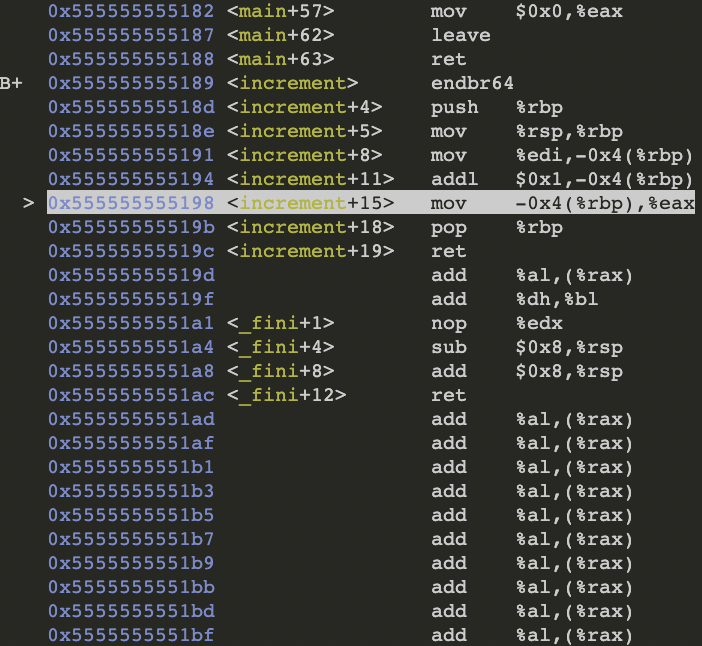 0x555555555182 <main+57> mov $0x0,%eax
0x555555555187 <main+62> leave
0x555555555188 <main+63> ret
B+ 0x555555555189 <increment> endbr64
0x55555555518d <increment+4> push %rbp
0x55555555518e <increment+5> mov %rsp,%rbp
0x555555555191 <increment+8> mov %edi,-0x4(%rbp)
0x555555555194 <increment+11> addl $0x1,-0x4(%rbp)
> 0x555555555198 <increment+15> mov -0x4(%rbp),%eax
0x55555555519b <increment+18> pop %rbp
0x55555555519c <increment+19> ret
0x55555555519d add %al,(%rax)
0x55555555519f add %dh,%bl
0x5555555551a1 <_fini+1> nop %edx
0x5555555551a4 <_fini+4> sub $0x8,%rsp
0x5555555551a8 <_fini+8> add $0x8,%rsp
0x5555555551ac <_fini+12> ret
0x5555555551ad add %al,(%rax)
0x5555555551af add %al,(%rax)
0x5555555551b1 add %al,(%rax)
0x5555555551b3 add %al,(%rax)
0x5555555551b5 add %al,(%rax)
0x5555555551b7 add %al,(%rax)
0x5555555551b9 add %al,(%rax)
0x5555555551bb add %al,(%rax)
0x5555555551bd add %al,(%rax)
0x5555555551bf add %al,(%rax)